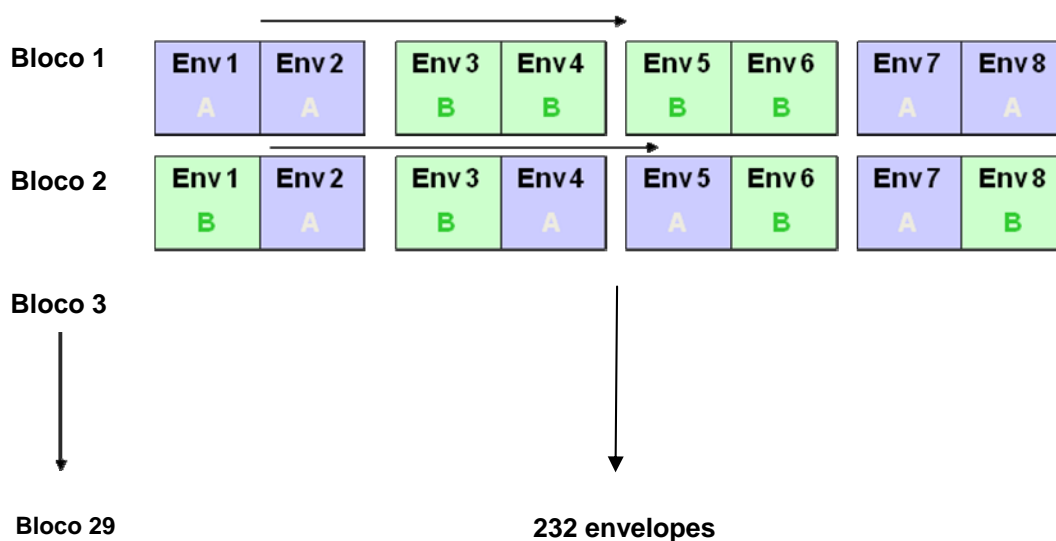 Bloco 1
Env 1 Env 2 Env 3 Env 4 Env 5 Env 6 Env 7 Env 8
A A B B B B A A
Bloco 2
Env 1 Env 2 Env 3 Env 4 Env 5 Env 6 Env 7 Env 8
B A B A A B A B
Bloco 3
Bloco 29 232 envelopes